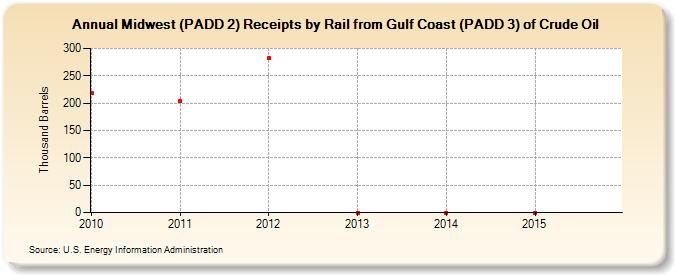 Annual Midwest (PADD 2) Receipts by Rail from Gulf Coast (PADD 3) of Crude Oil
Thousand Barrels
300
250
200
150
100
50
0
2010 2011 2012 2013 2014 2015
Source: U.S. Energy Information Administration